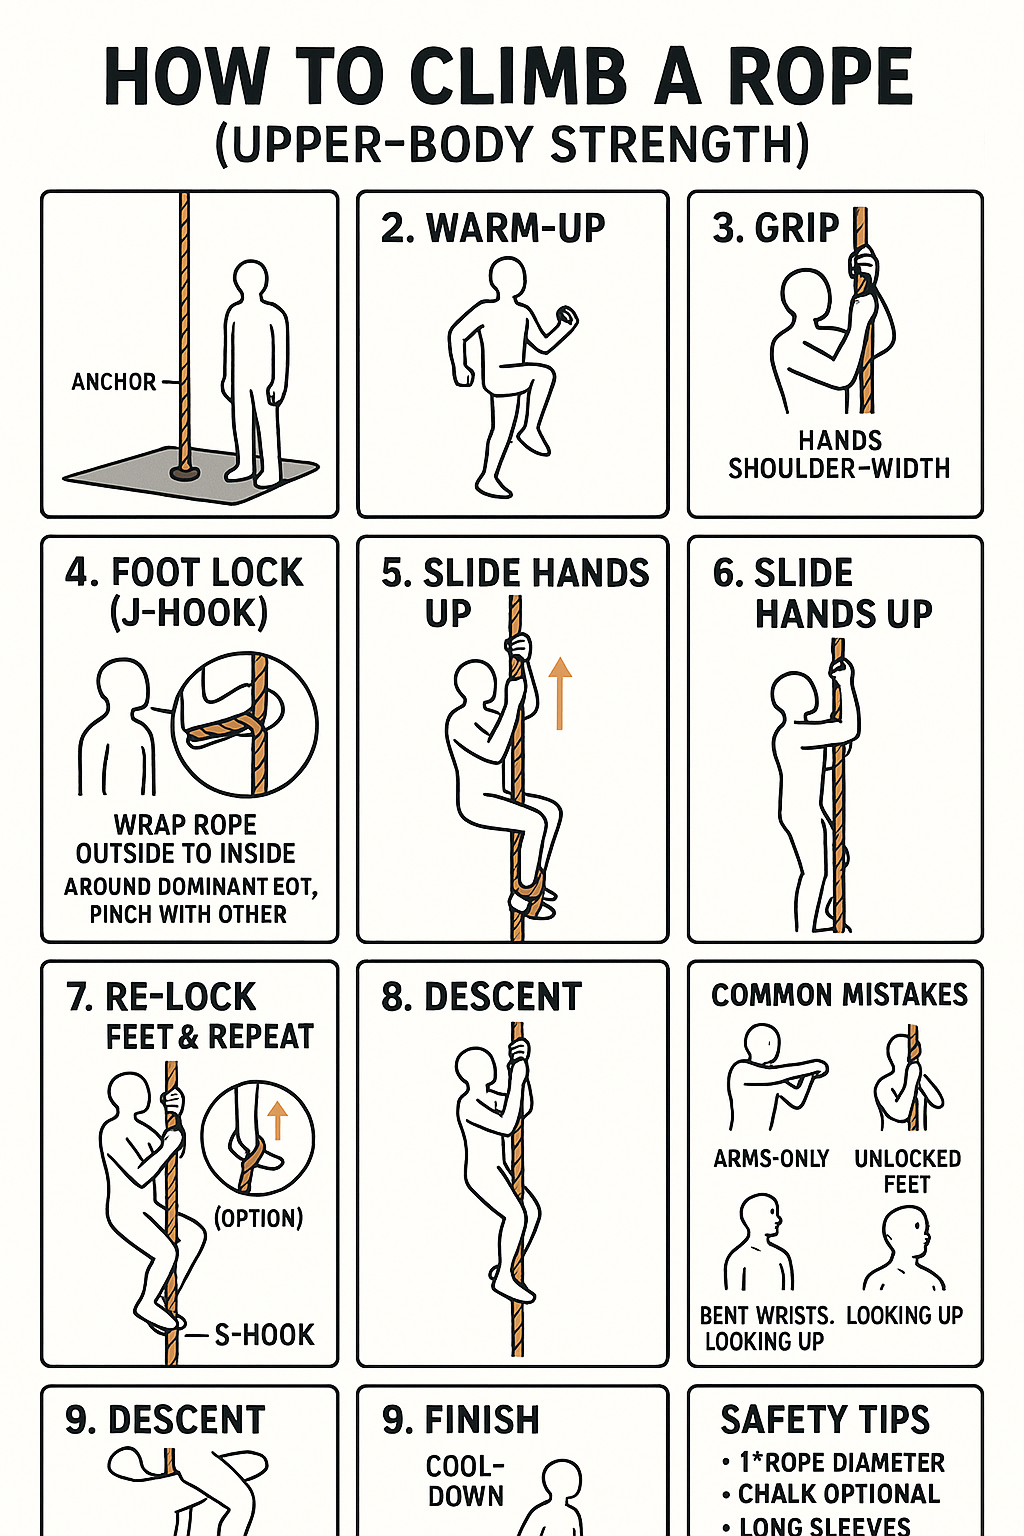 HOW TO CLIMB A ROPE
(UPPER-BODY STRENGTH)
ANCHOR
2. WARM-UP
3. GRIP
HANDS
SHOULDER-WIDTH
4. FOOT LOCK
(J-HOOK)
WRAP ROPE
OUTSIDE TO INSIDE
AROUND DOMINANT EOT,
PINCH WITH OTHER
5. SLIDE HANDS
UP
6. SLIDE
HANDS UP
7. RE-LOCK
FEET & REPEAT
(OPTION)
S-HOOK
8. DESCENT
COMMON MISTAKES
ARMS-ONLY
UNLOCKED
FEET
BENT WRISTS.
LOOKING UP
LOOKING UP
9. DESCENT
9. FINISH
COOL-
DOWN
SAFETY TIPS
• 1*ROPE DIAMETER
• CHALK OPTIONAL
• LONG SLEEVES